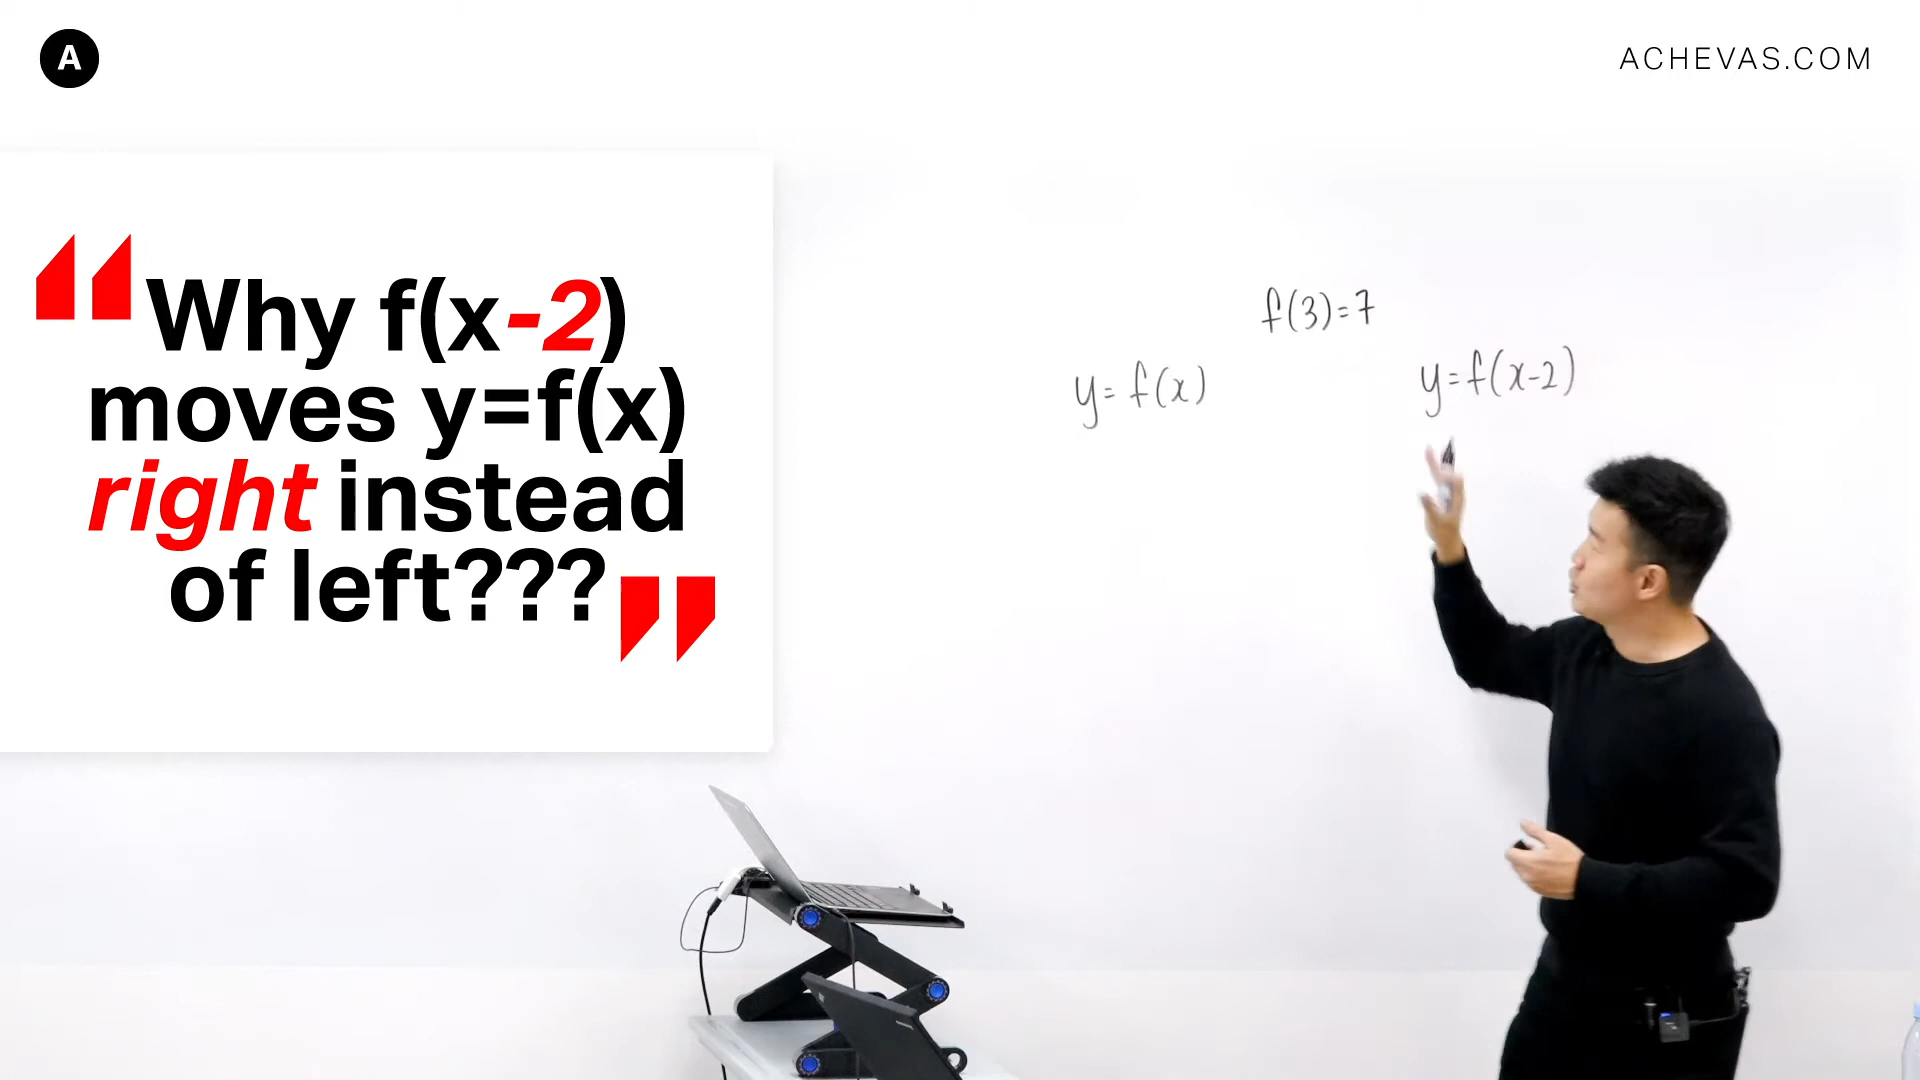 A
ACHEVAS.COM
“Why f(x-2)
moves y=f(x)
right instead
of left???”
f(3)=7
y=f(x)
y=f(x-2)